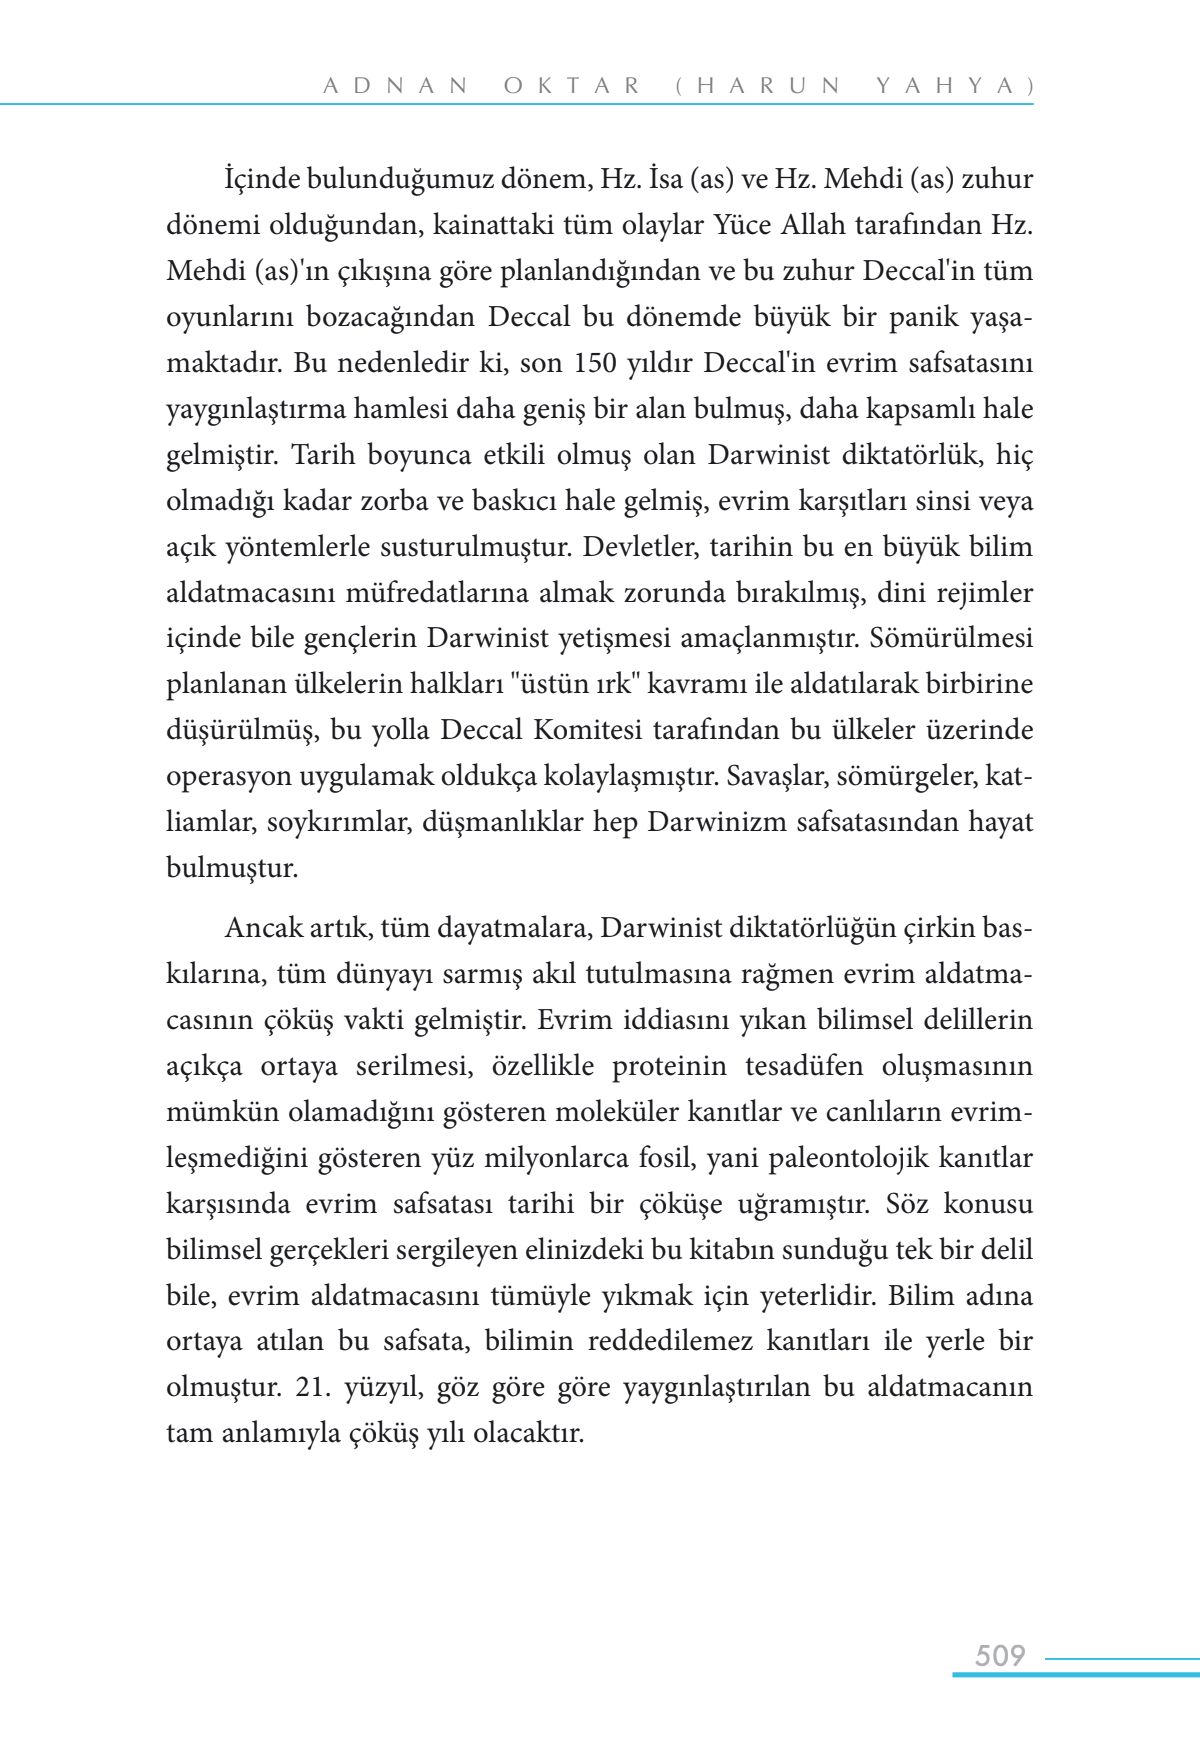 ADNAN OKTAR (HARUN YAHYA)
İçinde bulunduğumuz dönem, Hz. İsa (as) ve Hz. Mehdi (as) zuhur
dönemi olduğundan, kainattaki tüm olaylar Yüce Allah tarafından Hz.
Mehdi (as)'ın çıkışına göre planlandığından ve bu zuhur Deccal'in tüm
oyunlarını bozacağından Deccal bu dönemde büyük bir panik yaşa-
maktadır. Bu nedenledir ki, son 150 yıldır Deccal'in evrim safsatasını
yaygınlaştırma hamlesi daha geniş bir alan bulmuş, daha kapsamlı hale
gelmiştir. Tarih boyunca etkili olmuş olan Darwinist diktatörlük, hiç
olmadığı kadar zorba ve baskıcı hale gelmiş, evrim karşıtları sinsi veya
açık yöntemlerle susturulmuştur. Devletler, tarihin bu en büyük bilim
aldatmacasını müfredatlarına almak zorunda bırakılmış, dini rejimler
içinde bile gençlerin Darwinist yetişmesi amaçlanmıştır. Sömürülmesi
planlanan ülkelerin halkları "üstün ırk" kavramı ile aldatılarak birbirine
düşürülmüş, bu yolla Deccal Komitesi tarafından bu ülkeler üzerinde
operasyon uygulamak oldukça kolaylaşmıştır. Savaşlar, sömürgeler, kat-
liamlar, soykırımlar, düşmanlıklar hep Darwinizm safsatasından hayat
bulmuştur.
Ancak artık, tüm dayatmalara, Darwinist diktatörlüğün çirkin bas-
kılarına, tüm dünyayı sarmış akıl tutulmasına rağmen evrim aldatma-
casının çöküş vakti gelmiştir. Evrim iddiasını yıkan bilimsel delillerin
açıkça ortaya serilmesi, özellikle proteinin tesadüfen oluşmasının
mümkün olamadığını gösteren moleküler kanıtlar ve canlıların evrim-
leşmediğini gösteren yüz milyonlarca fosil, yani paleontolojik kanıtlar
karşısında evrim safsatası tarihi bir çöküşe uğramıştır. Söz konusu
bilimsel gerçekleri sergileyen elinizdeki bu kitabın sunduğu tek bir delil
bile, evrim aldatmacasını tümüyle yıkmak için yeterlidir. Bilim adına
ortaya atılan bu safsata, bilimin reddedilemez kanıtları ile yerle bir
olmuştur. 21. yüzyıl, göz göre göre yaygınlaştırılan bu aldatmacanın
tam anlamıyla çöküş yılı olacaktır.
509